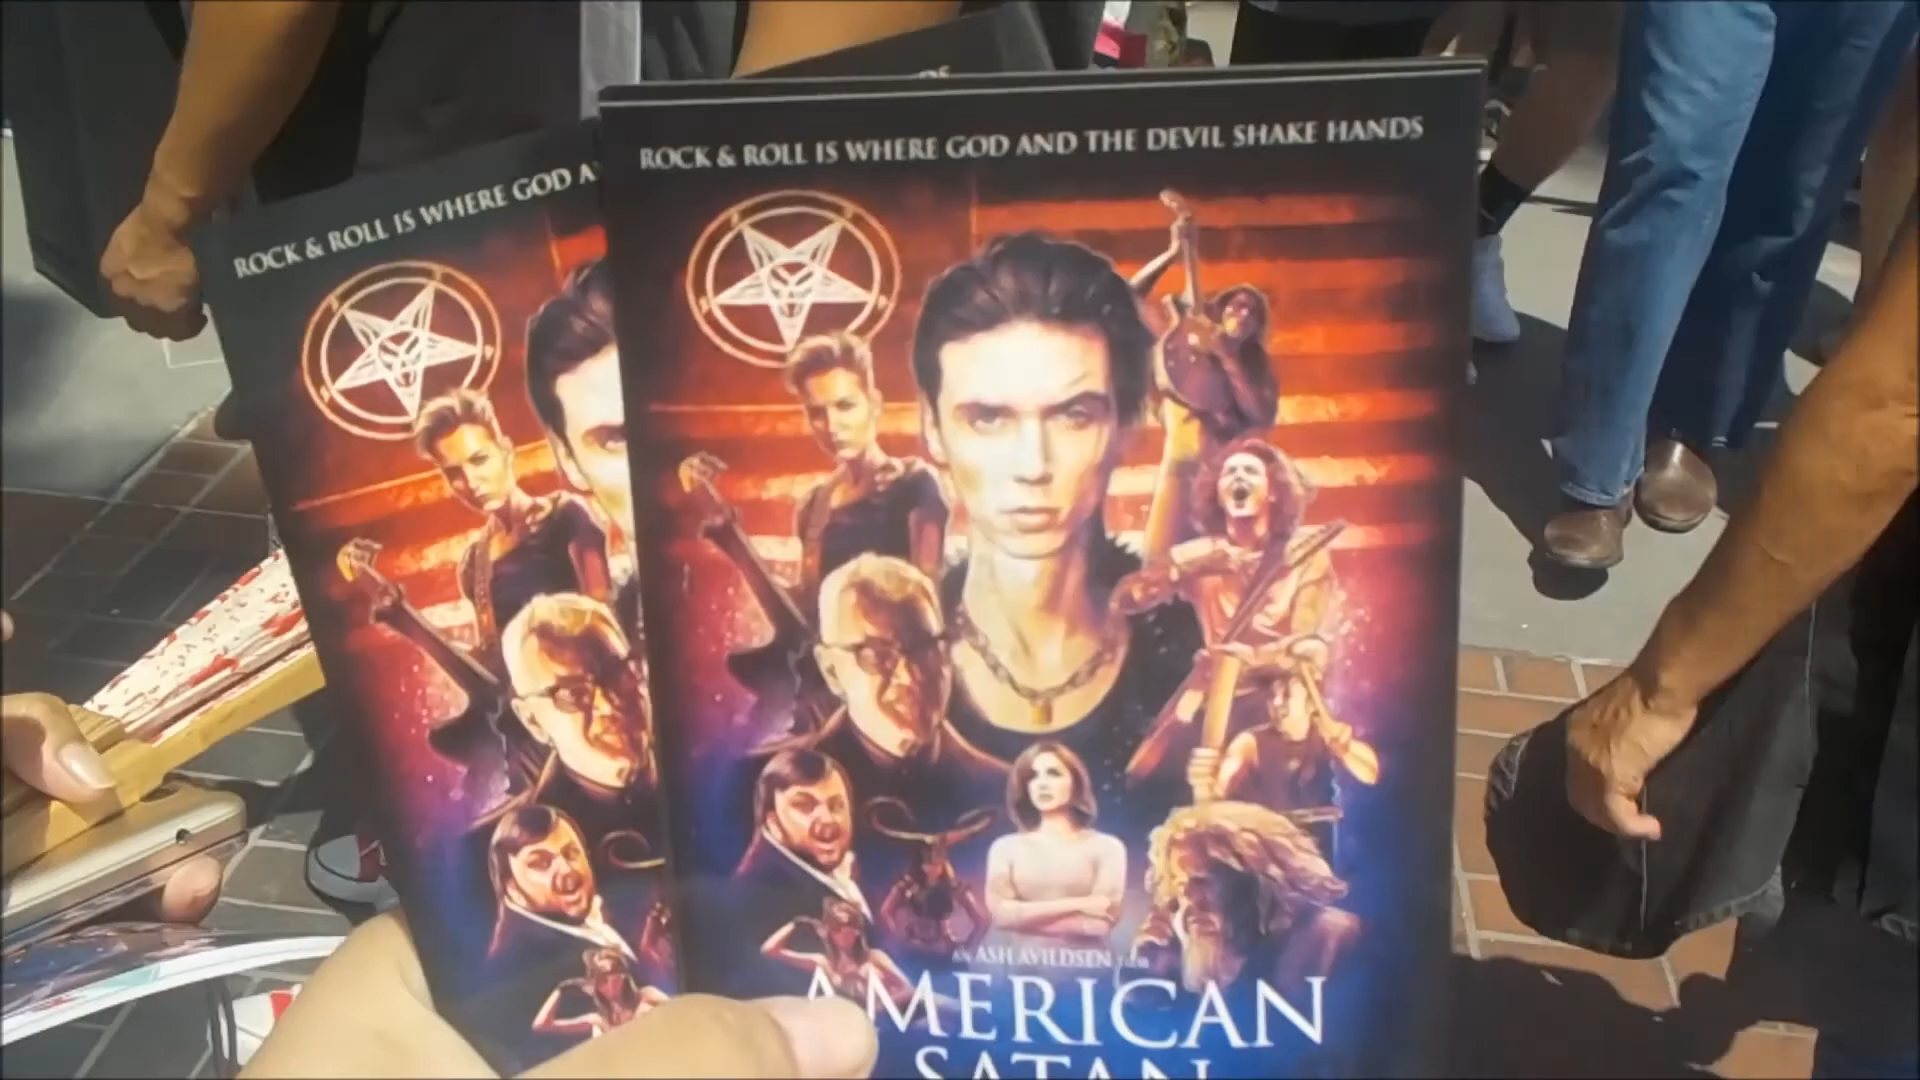 ROCK & ROLL IS WHERE GOD AND THE DEVIL SHAKE HANDS
ROCK & ROLL IS WHERE GOD A
AN ASH AVILDSEN FILM
AMERICAN
SATAN